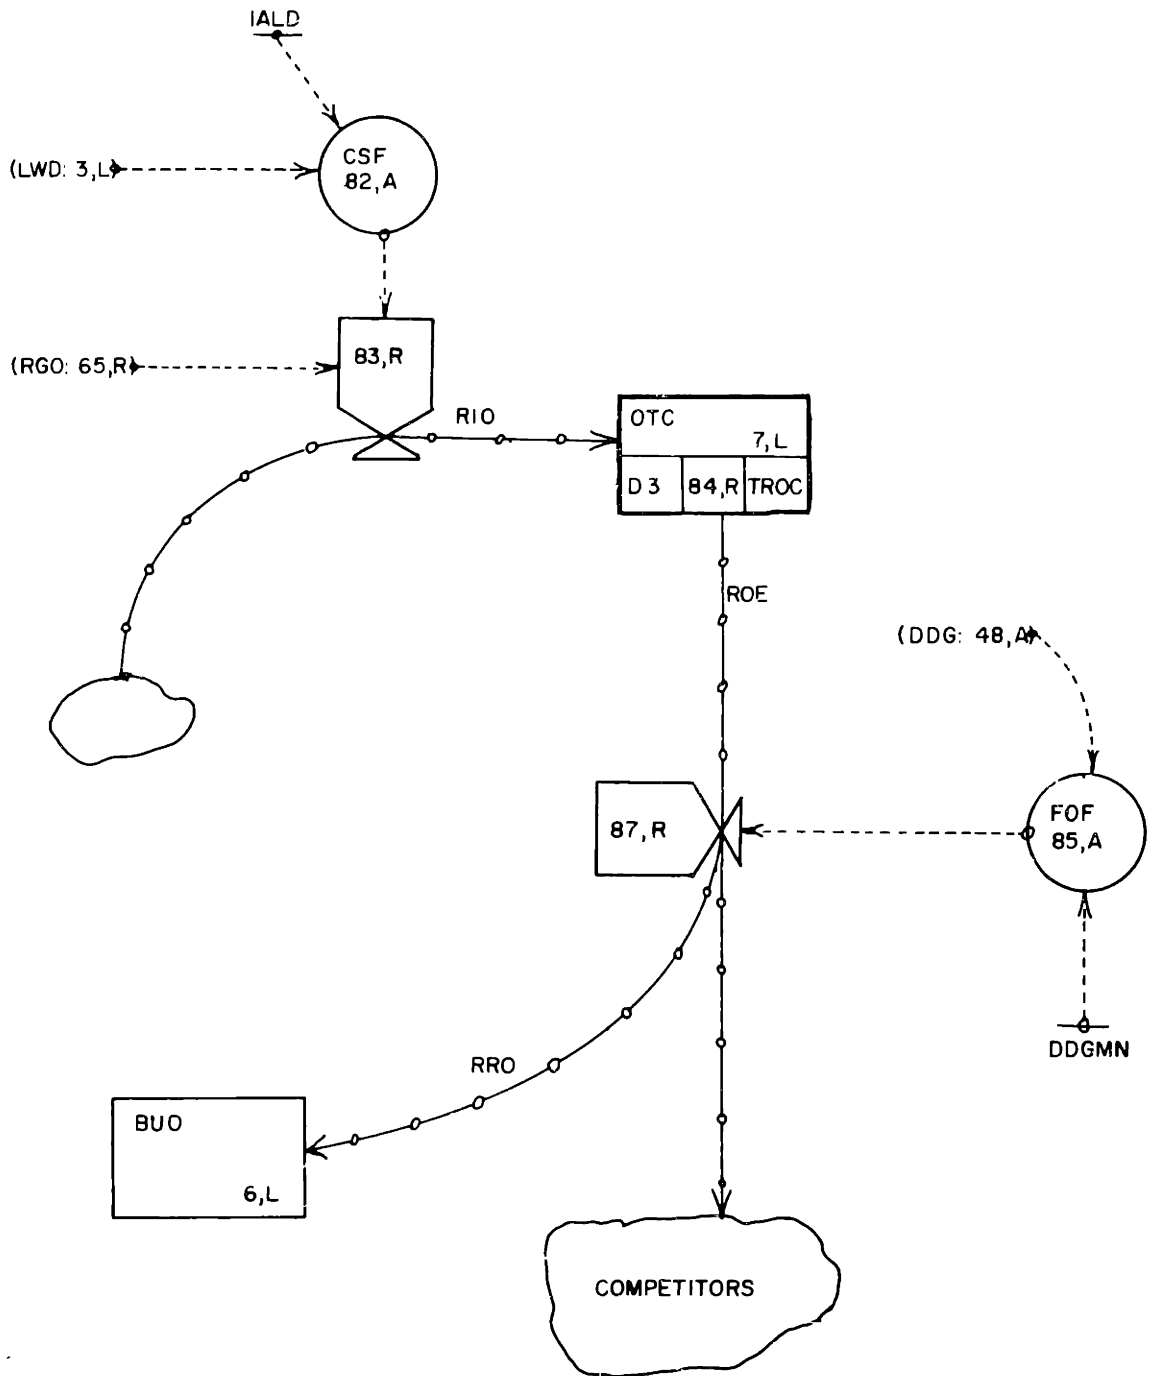 IALD
(LWD: 3,L)
CSF
82,A
83,R
(RGO: 65,R)
RIO
OTC
7,L
D3 84,R TROC
ROE
(DDG: 48,A)
87,R
FOF
85,A
DDGMN
RRO
BUO
6,L
COMPETITORS